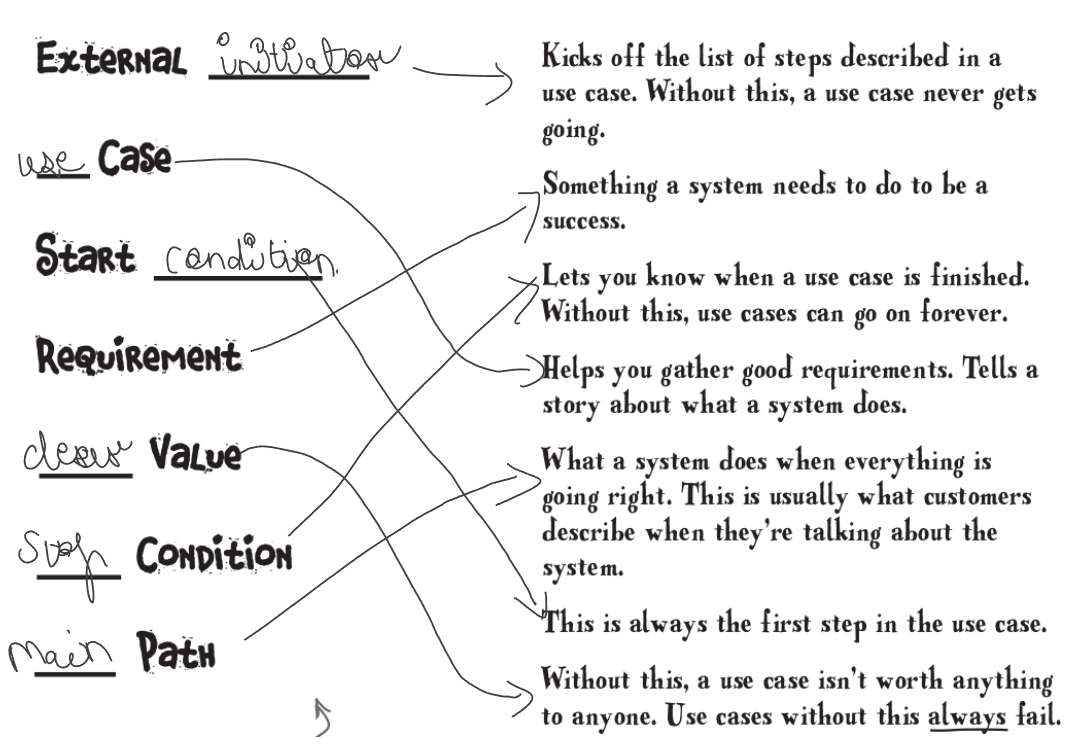 External initiator
Kicks off the list of steps described in a
use case. Without this, a use case never gets
going.
use Case
Something a system needs to do to be a
success.
Start condition
Lets you know when a use case is finished.
Without this, use cases can go on forever.
Requirement
Helps you gather good requirements. Tells a
story about what a system does.
Value
What a system does when everything is
going right. This is usually what customers
describe when they're talking about the
system.
Stop Condition
This is always the first step in the use case.
main Path
Without this, a use case isn't worth anything
to anyone. Use cases without this always fail.